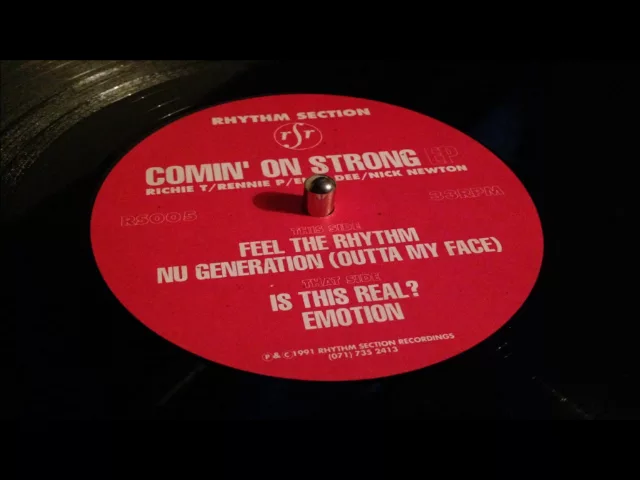 RHYTHM SECTION
rST
COMIN' ON STRONG EP
RICHIE T/RENNIE P/ DEE/NICK NEWTON
RS005
33RPM
THIS SIDE
FEEL THE RHYTHM
NU GENERATION (OUTTA MY FACE)
THAT SIDE
IS THIS REAL?
EMOTION
P & C 1991 RHYTHM SECTION RECORDINGS
(071) 735 2413